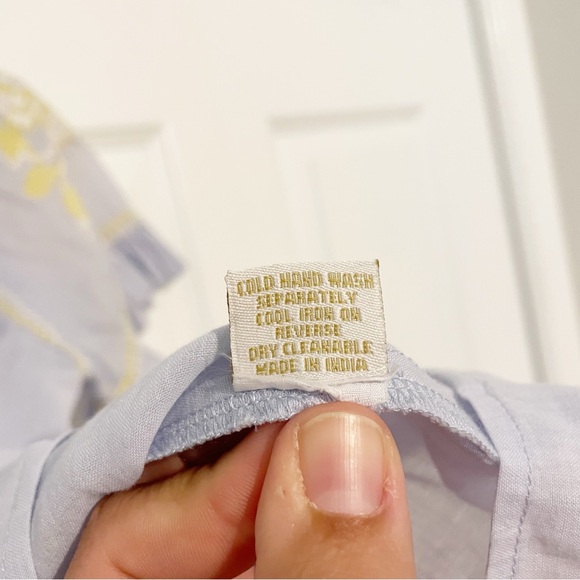 COLD HAND WASH
SEPARATELY
COOL IRON ON
REVERSE
DRY CLEANABLE
MADE IN INDIA